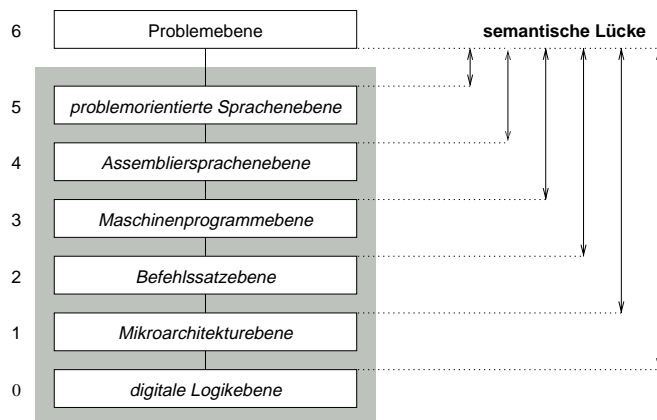 6 Problemebene semantische Lücke
5 problemorientierte Sprachenebene
4 Assembliersprachenebene
3 Maschinenprogrammebene
2 Befehlssatzebene
1 Mikroarchitekturebene
0 digitale Logikebene